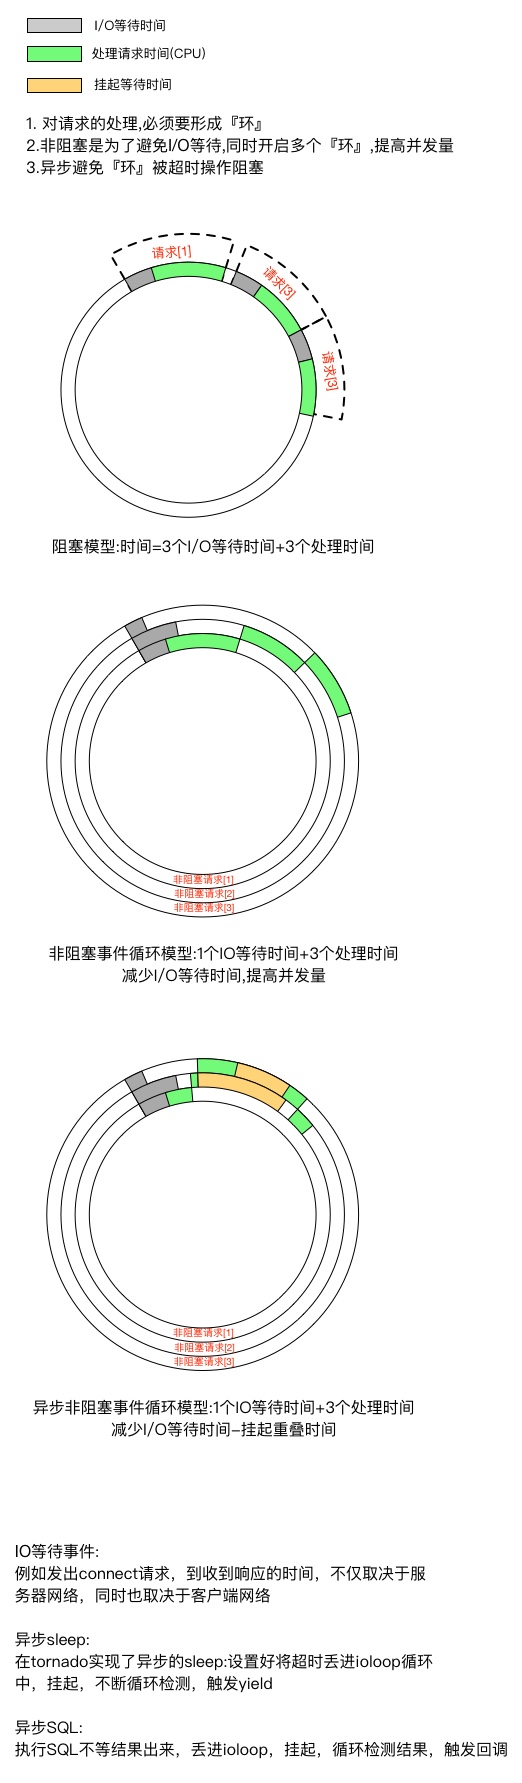 I/O等待时间
处理请求时间(CPU)
挂起等待时间
1. 对请求的处理,必须要形成『环』
2.非阻塞是为了避免I/O等待,同时开启多个『环』,提高并发量
3.异步避免『环』被超时操作阻塞
请求[1]
请求[3]
请求[3]
阻塞模型:时间=3个I/O等待时间+3个处理时间
非阻塞请求[1]
非阻塞请求[2]
非阻塞请求[3]
非阻塞事件循环模型:1个IO等待时间+3个处理时间
减少I/O等待时间,提高并发量
非阻塞请求[1]
非阻塞请求[2]
非阻塞请求[3]
异步非阻塞事件循环模型:1个IO等待时间+3个处理时间
减少I/O等待时间-挂起重叠时间
IO等待事件:
例如发出connect请求，到收到响应的时间，不仅取决于服
务器网络，同时也取决于客户端网络
异步sleep:
在tornado实现了异步的sleep:设置好将超时丢进ioloop循环
中，挂起，不断循环检测，触发yield
异步SQL:
执行SQL不等结果出来，丢进ioloop，挂起，循环检测结果，触发回调